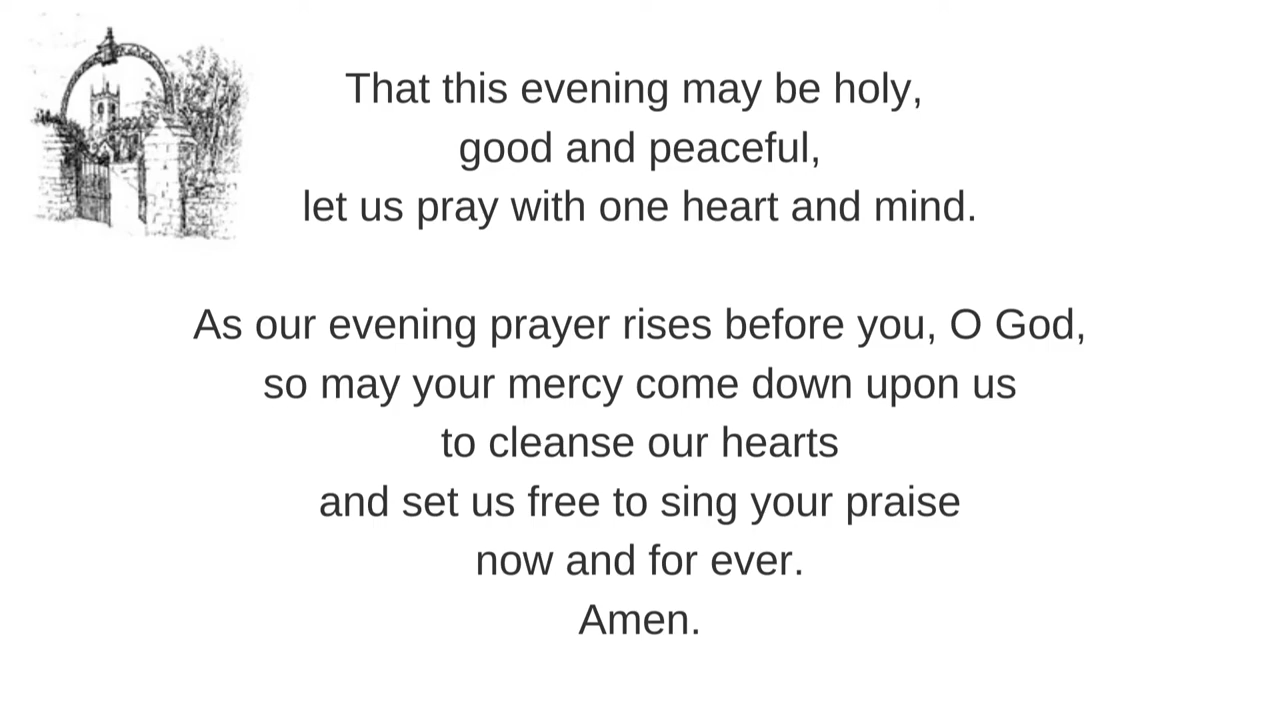 That this evening may be holy,
good and peaceful,
let us pray with one heart and mind.
As our evening prayer rises before you, O God,
so may your mercy come down upon us
to cleanse our hearts
and set us free to sing your praise
now and for ever.
Amen.